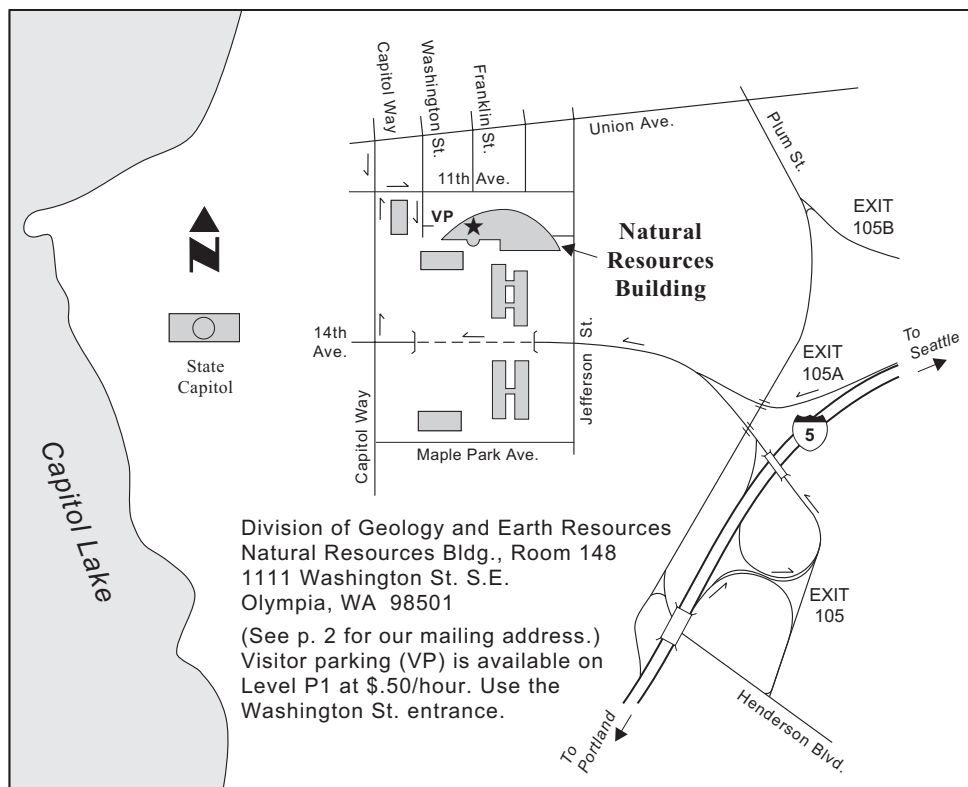 Capitol Way
Washington St.
Franklin St.
Union Ave.
Plum St.
11th Ave.
VP
EXIT
105B
Natural
Resources
Building
N
State
Capitol
14th
Ave.
Jefferson St.
EXIT
105A
To
Seattle
5
Capitol Way
Maple Park Ave.
Capitol Lake
Division of Geology and Earth Resources
Natural Resources Bldg., Room 148
1111 Washington St. S.E.
Olympia, WA 98501
(See p. 2 for our mailing address.)
Visitor parking (VP) is available on
Level P1 at $.50/hour. Use the
Washington St. entrance.
EXIT
105
Henderson Blvd.
To
Portland